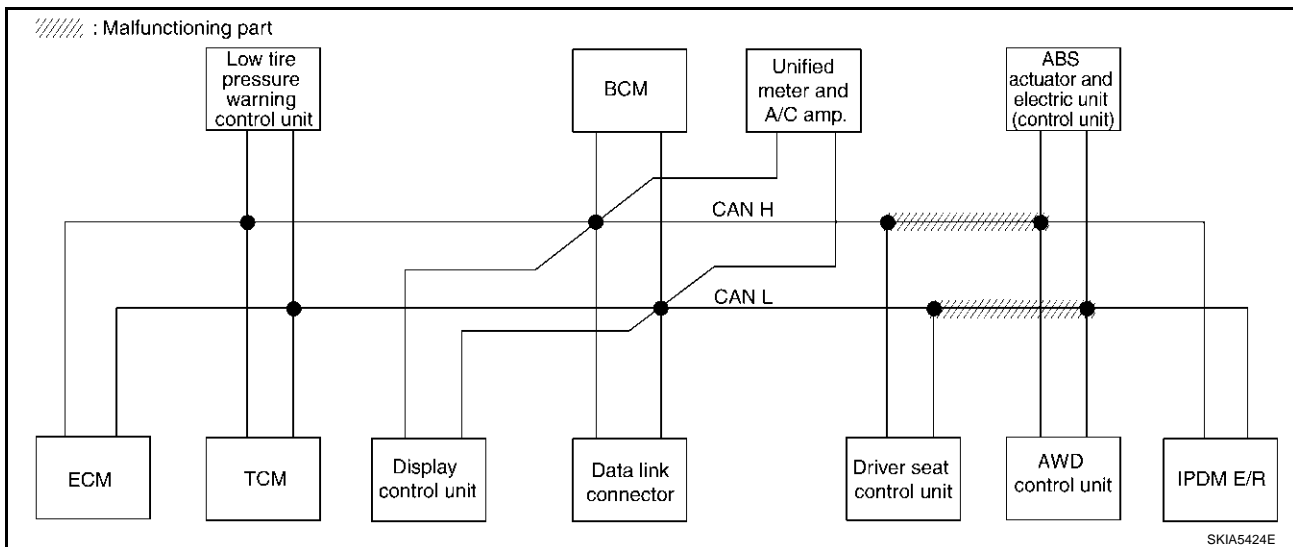 : Malfunctioning part
Low tire
pressure
warning
control unit
BCM
Unified
meter and
A/C amp.
ABS
actuator and
electric unit
(control unit)
CAN H
CAN L
ECM
TCM
Display
control unit
Data link
connector
Driver seat
control unit
AWD
control unit
IPDM E/R
SKIA5424E